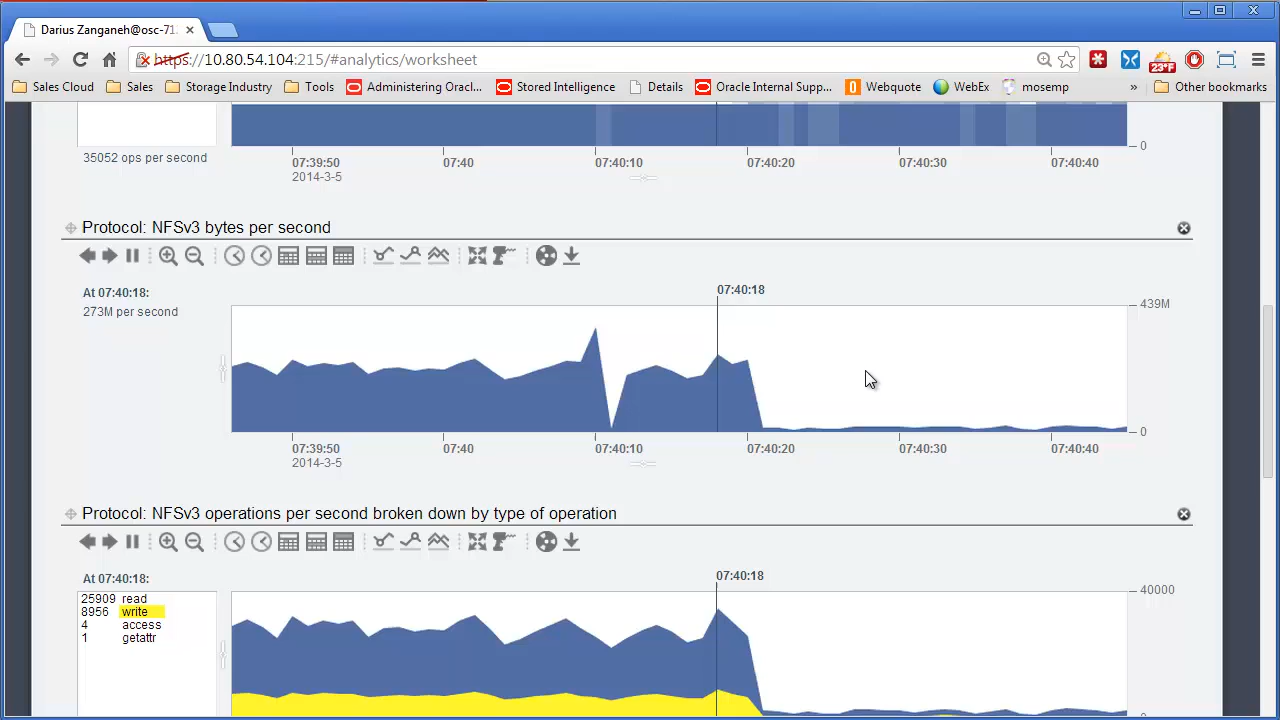 Darius Zanganeh@osc-71
https://10.80.54.104:215/#analytics/worksheet
23°F
Sales Cloud Sales Storage Industry Tools Administering Orac... Stored Intelligence Details Oracle Internal Supp... Webquote WebEx mosemp » Other bookmarks
35052 ops per second
0
07:39:50 07:40 07:40:10 07:40:20 07:40:30 07:40:40
2014-3-5
Protocol: NFSv3 bytes per second
At 07:40:18:
273M per second
07:40:18
439M
0
07:39:50 07:40 07:40:10 07:40:20 07:40:30 07:40:40
2014-3-5
Protocol: NFSv3 operations per second broken down by type of operation
At 07:40:18:
07:40:18
40000
25909 read
8956 write
4 access
1 getattr